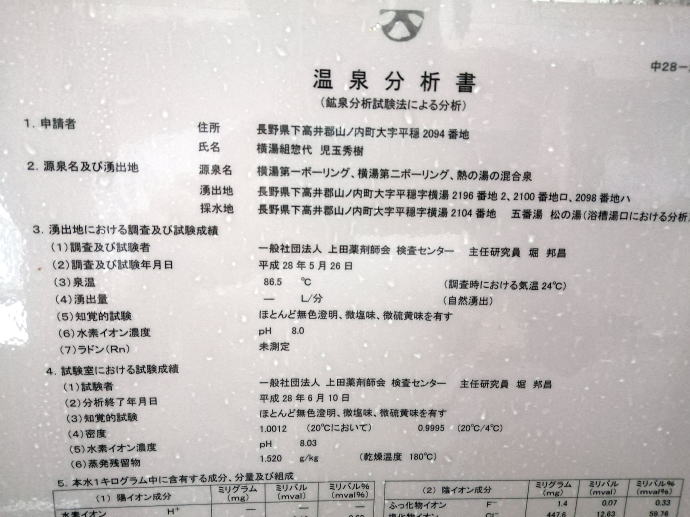 中28-
温泉分析書
(鉱泉分析試験法による分析)
1. 申請者 住所 長野県下高井郡山ノ内町大字平穏 2094 番地
氏名 横湯組惣代 児玉秀樹
2. 源泉名及び湧出地 源泉名 横湯第一ボーリング、横湯第二ボーリング、熱の湯の混合泉
湧出地 長野県下高井郡山ノ内町大字平穏字横湯 2196 番地 2、2100 番地ロ、2098 番地ハ
採水地 長野県下高井郡山ノ内町大字平穏字横湯 2104 番地 五番湯 松の湯(浴槽湯口における分析)
3. 湧出地における調査及び試験成績
(1)調査及び試験者 一般社団法人 上田薬剤師会 検査センター 主任研究員 堀 邦昌
(2)調査及び試験年月日 平成 28 年 5 月 26 日
(3)泉温 86.5 ℃ (調査時における気温 24℃)
(4)湧出量 ― L/分 (自然湧出)
(5)知覚的試験 ほとんど無色澄明、微塩味、微硫黄味を有す
(6)水素イオン濃度 pH 8.0
(7)ラドン(Rn) 未測定
4. 試験室における試験成績
(1)試験者 一般社団法人 上田薬剤師会 検査センター 主任研究員 堀 邦昌
(2)分析終了年月日 平成 28 年 6 月 10 日
(3)知覚的試験 ほとんど無色澄明、微塩味、微硫黄味を有す
(4)密度 1.0012 (20℃において) 0.9995 (20℃/4℃)
(5)水素イオン濃度 pH 8.03
(6)蒸発残留物 1.520 g/kg (乾燥温度 180℃)
5. 本水1キログラム中に含有する成分、分量及び組成
(1) 陽イオン成分 ミリグラム (mg) ミリバル (mval) ミリバル% (mval%) (2) 陰イオン成分 ミリグラム (mg) ミリバル (mval) ミリバル% (mval%)
水素イオン H⁺ ― ― ― ふっ化物イオン F⁻ 1.4 0.07 0.33
塩化物イオン Cl⁻ 447.6 12.63 59.76